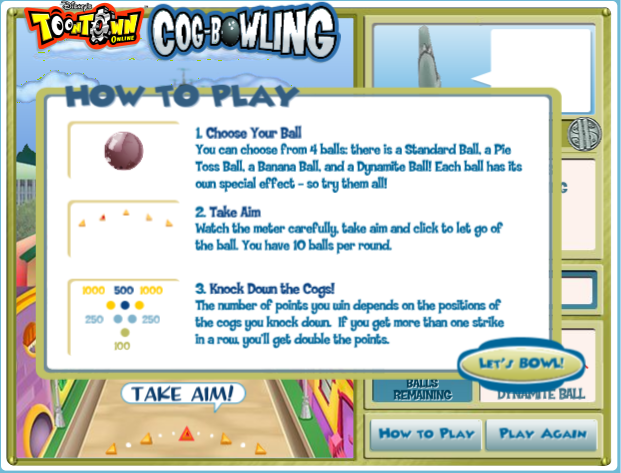 Disney's
TOONTOWN
ONLINE
COG-BOWLING
HOW TO PLAY
1. Choose Your Ball
You can choose from 4 balls: there is a Standard Ball, a Pie
Toss Ball, a Banana Ball, and a Dynamite Ball! Each ball has its
own special effect - so try them all!
2. Take Aim
Watch the meter carefully, take aim and click to let go of
the ball. You have 10 balls per round.
1000 500 1000
250 250
100
3. Knock Down the Cogs!
The number of points you win depends on the positions of
the cogs you knock down. If you get more than one strike
in a row, you'll get double the points.
LET'S BOWL!
TAKE AIM!
BALLS
REMAINING
DYNAMITE BALL
HOW TO PLAY
PLAY AGAIN